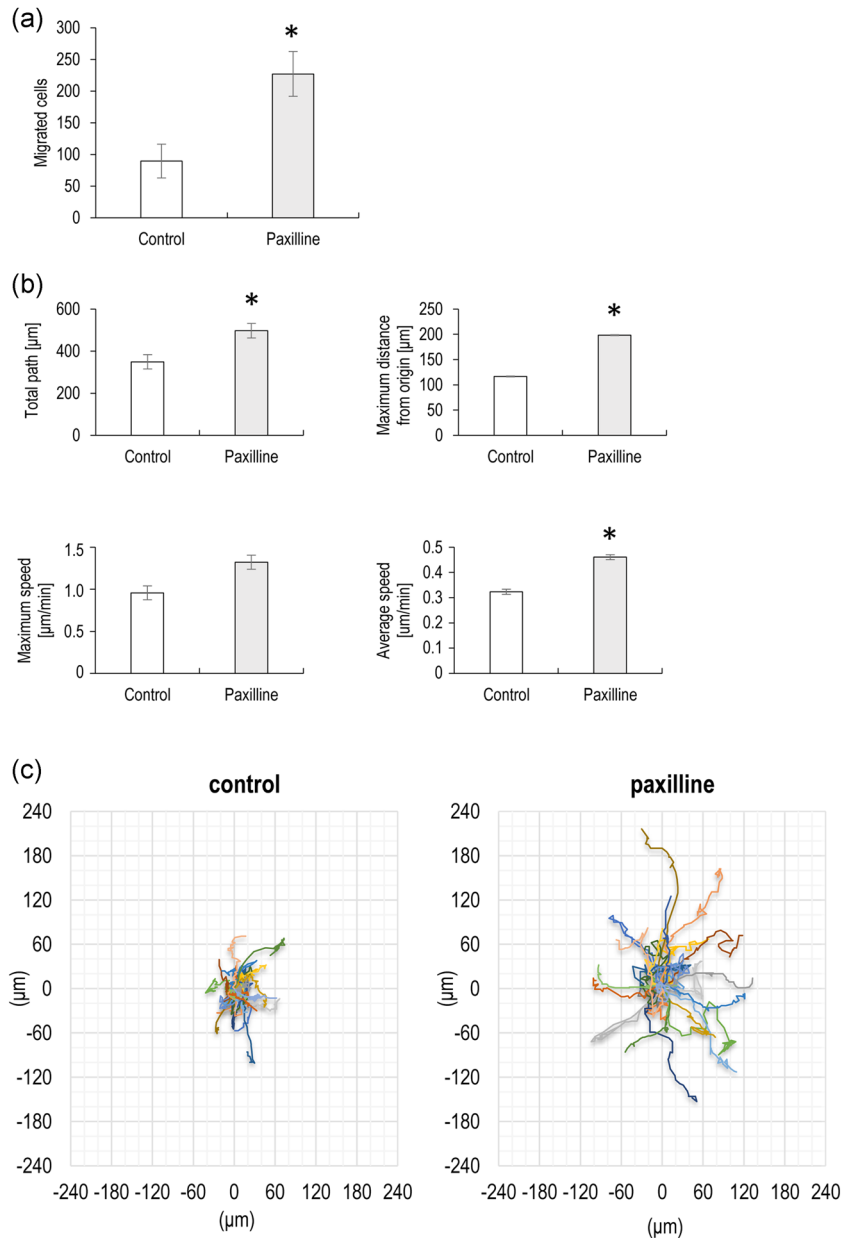 (a)
300
250
200
150
100
50
0
Migrated cells
*
Control Paxilline
(b)
600
400
200
0
Total path [µm]
*
Control Paxilline
250
200
150
100
50
0
Maximum distance
from origin [µm]
*
Control Paxilline
1.5
1.0
0.5
0
Maximum speed
[µm/min]
Control Paxilline
0.5
0.4
0.3
0.2
0.1
0
Average speed
[µm/min]
*
Control Paxilline
(c)
control
240
180
120
60
0
-60
-120
-180
-240
(µm)
-240 -180 -120 -60 0 60 120 180 240
(µm)
paxilline
240
180
120
60
0
-60
-120
-180
-240
(µm)
-240 -180 -120 -60 0 60 120 180 240
(µm)